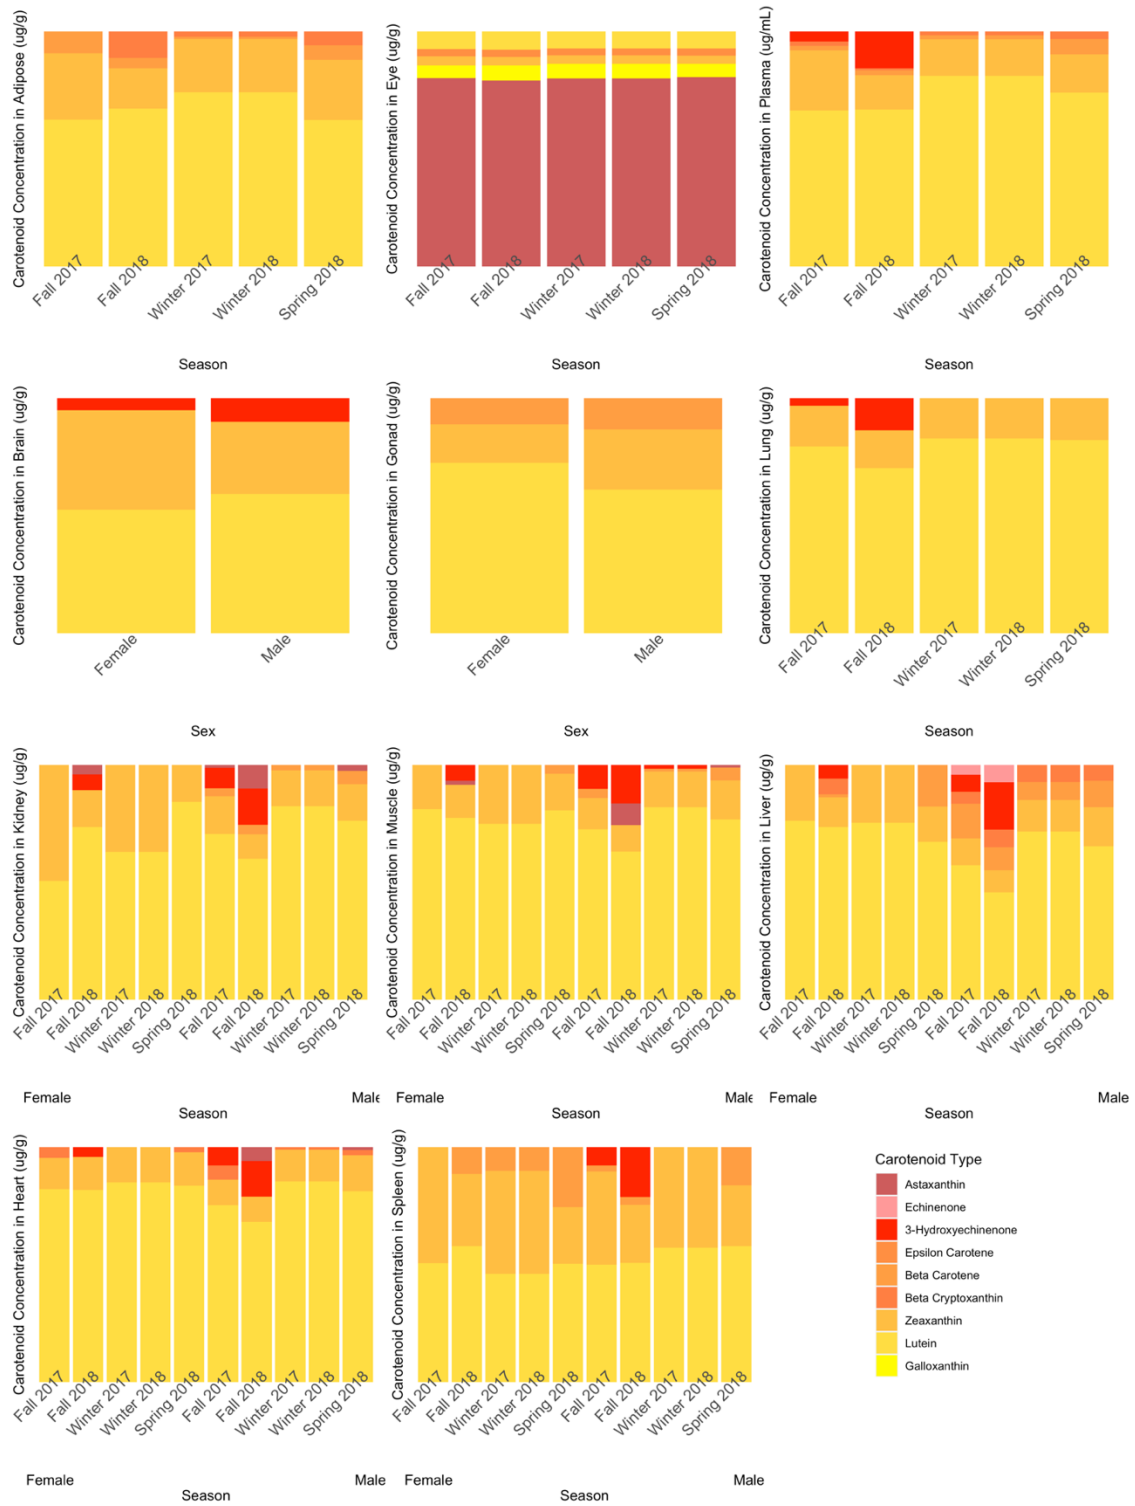 Carotenoid Concentration in Adipose (ug/g)
Fall 2017
Fall 2018
Winter 2017
Winter 2018
Spring 2018
Season
Carotenoid Concentration in Eye (ug/g)
Fall 2017
Fall 2018
Winter 2017
Winter 2018
Spring 2018
Carotenoid Concentration in Plasma (ug/mL)
Fall 2017
Fall 2018
Winter 2017
Winter 2018
Spring 2018
Season
Carotenoid Concentration in Brain (ug/g)
Female
Male
Sex
Carotenoid Concentration in Gonad (ug/g)
Female
Male
Sex
Carotenoid Concentration in Lung (ug/g)
Fall 2017
Fall 2018
Winter 2017
Winter 2018
Spring 2018
Season
Carotenoid Concentration in Kidney (ug/g)
Fall 2017
Fall 2018
Winter 2017
Winter 2018
Spring 2018
Fall 2017
Fall 2018
Winter 2017
Winter 2018
Spring 2018
Female
Male
Season
Carotenoid Concentration in Muscle (ug/g)
Fall 2017
Fall 2018
Winter 2017
Winter 2018
Spring 2018
Fall 2017
Fall 2018
Winter 2017
Winter 2018
Spring 2018
Female
Male
Season
Carotenoid Concentration in Liver (ug/g)
Fall 2017
Fall 2018
Winter 2017
Winter 2018
Spring 2018
Fall 2017
Fall 2018
Winter 2017
Winter 2018
Spring 2018
Female
Male
Season
Carotenoid Concentration in Heart (ug/g)
Fall 2017
Fall 2018
Winter 2017
Winter 2018
Spring 2018
Fall 2017
Fall 2018
Winter 2017
Winter 2018
Spring 2018
Female
Male
Season
Carotenoid Concentration in Spleen (ug/g)
Fall 2017
Fall 2018
Winter 2017
Winter 2018
Spring 2018
Fall 2017
Fall 2018
Winter 2017
Winter 2018
Spring 2018
Female
Male
Season
Carotenoid Type
Astaxanthin
Echinenone
3-Hydroxyechinenone
Epsilon Carotene
Beta Carotene
Beta Cryptoxanthin
Zeaxanthin
Lutein
Galloxanthin